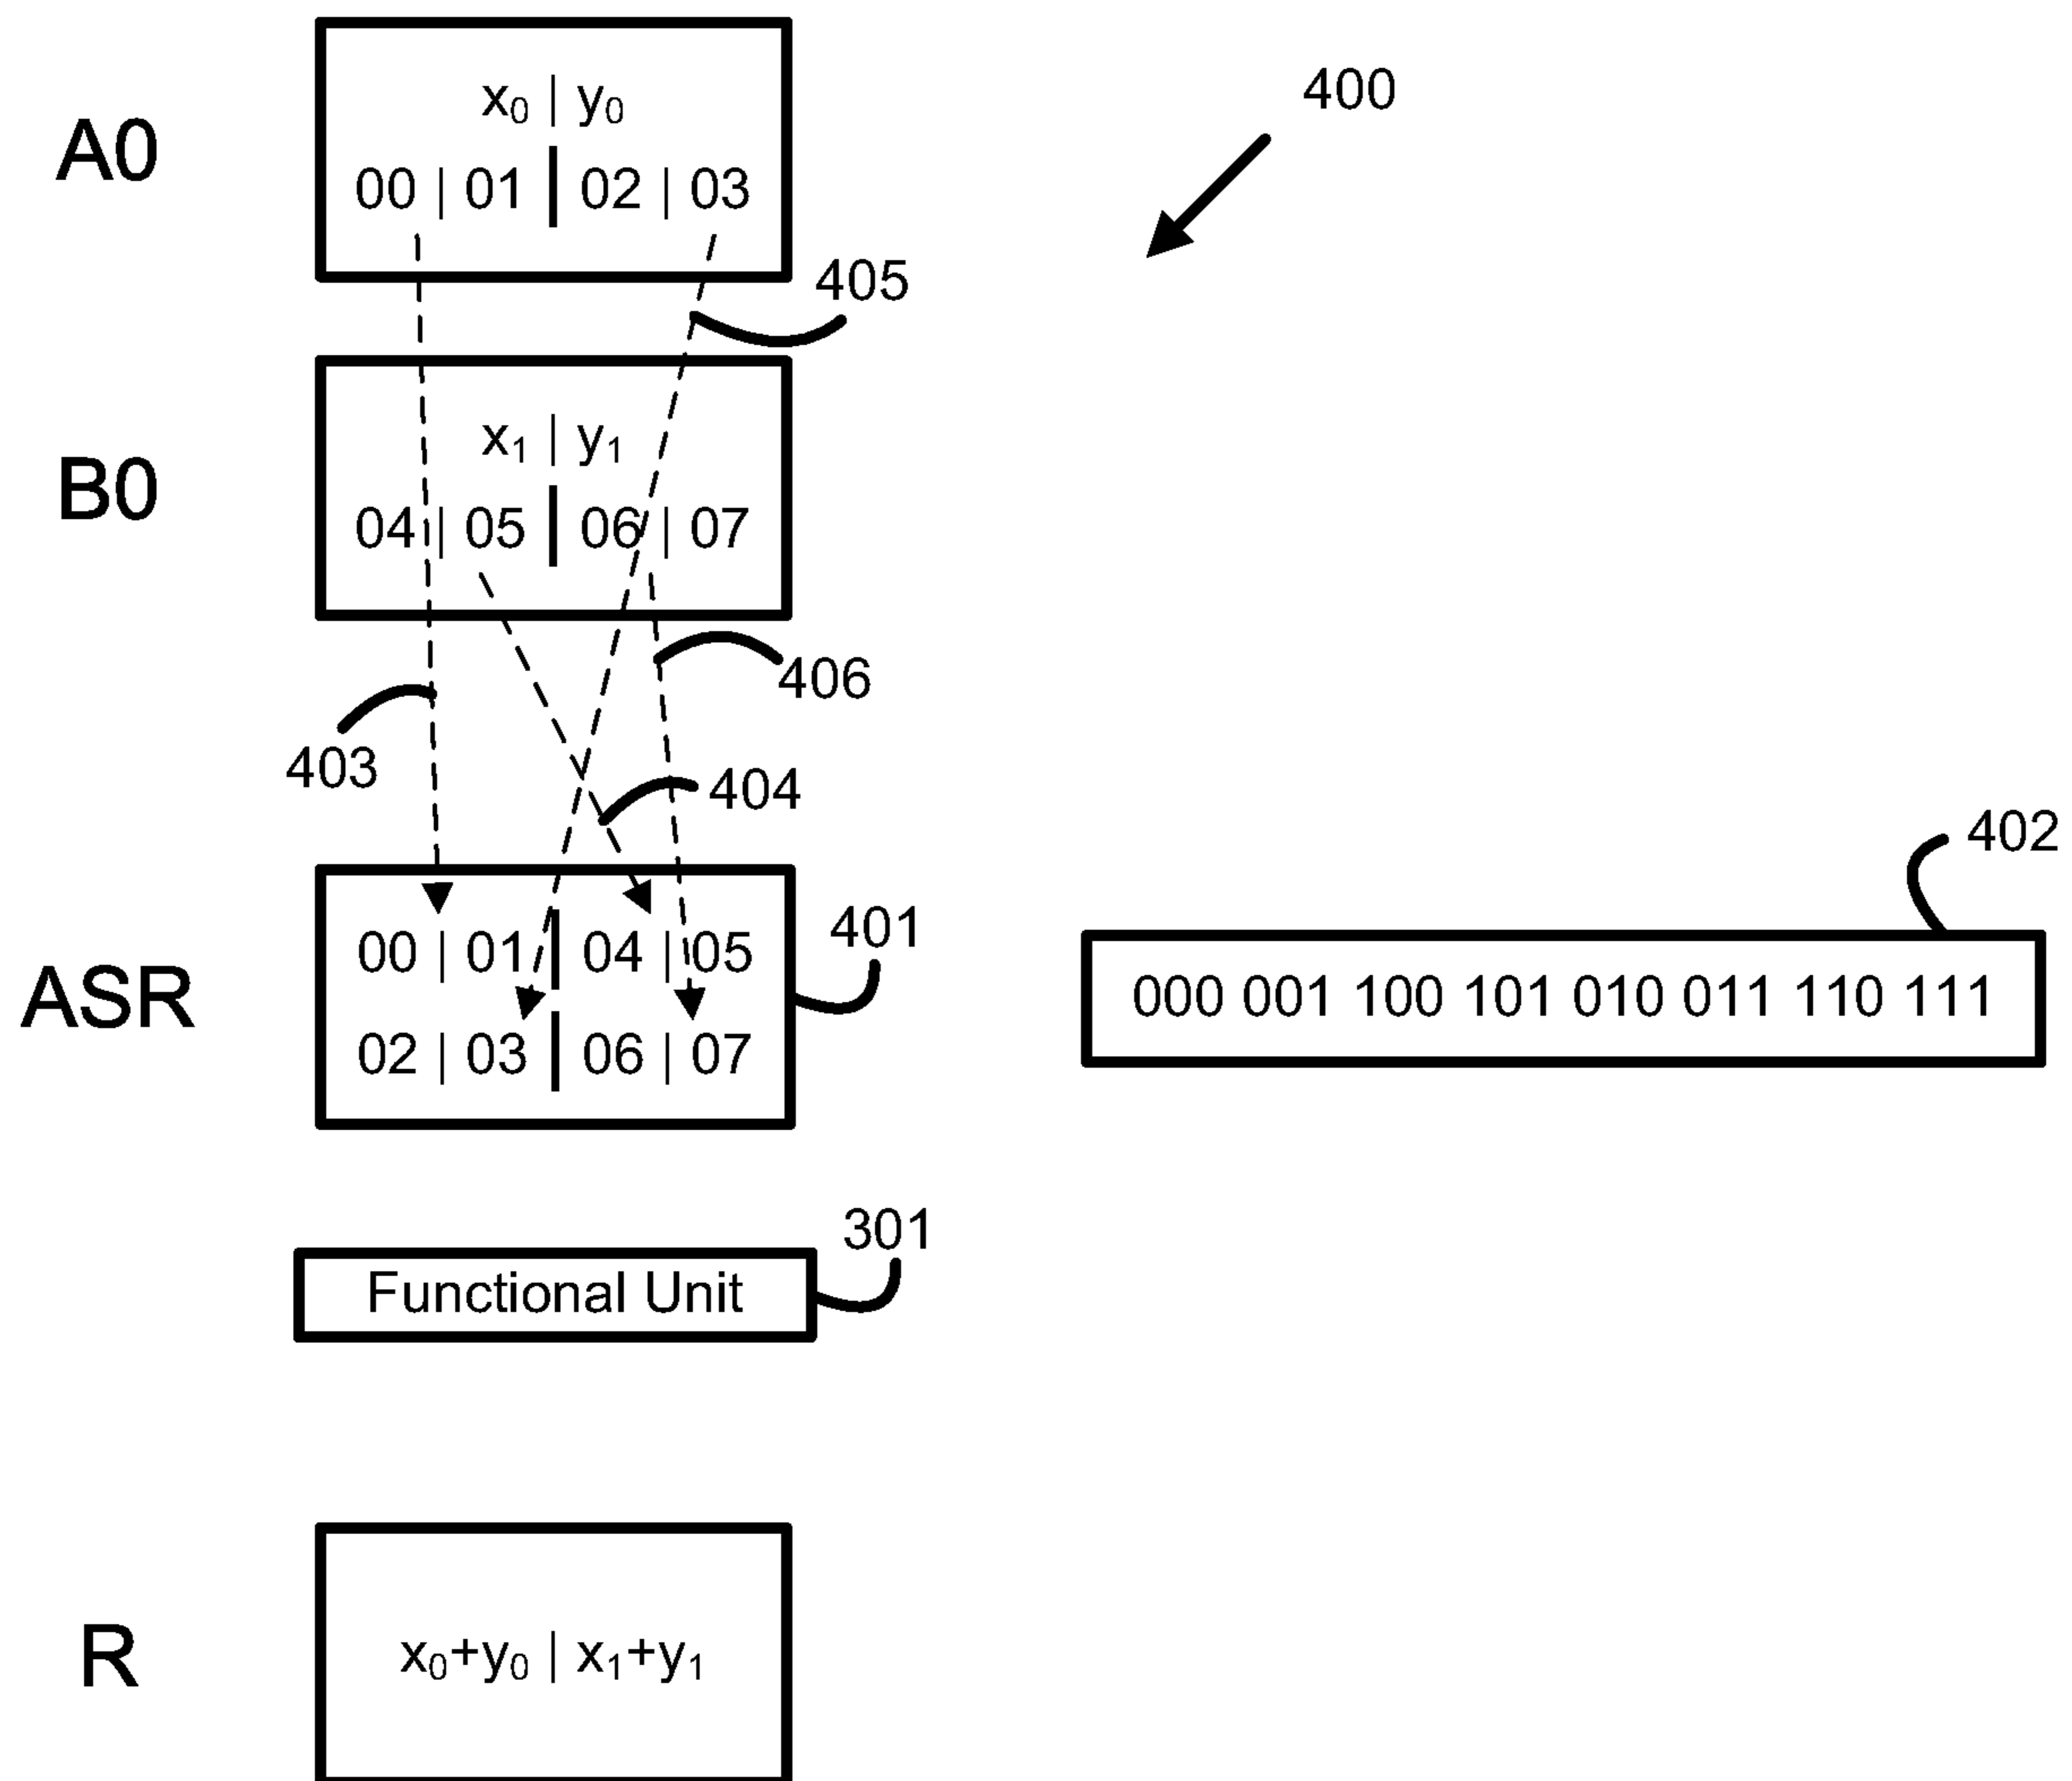 400
A0
x₀ | y₀
00 | 01 | 02 | 03
405
B0
x₁ | y₁
04 | 05 | 06 | 07
406
403
404
402
ASR
00 | 01 | 04 | 05
02 | 03 | 06 | 07
401
000 001 100 101 010 011 110 111
301
Functional Unit
R
x₀+y₀ | x₁+y₁